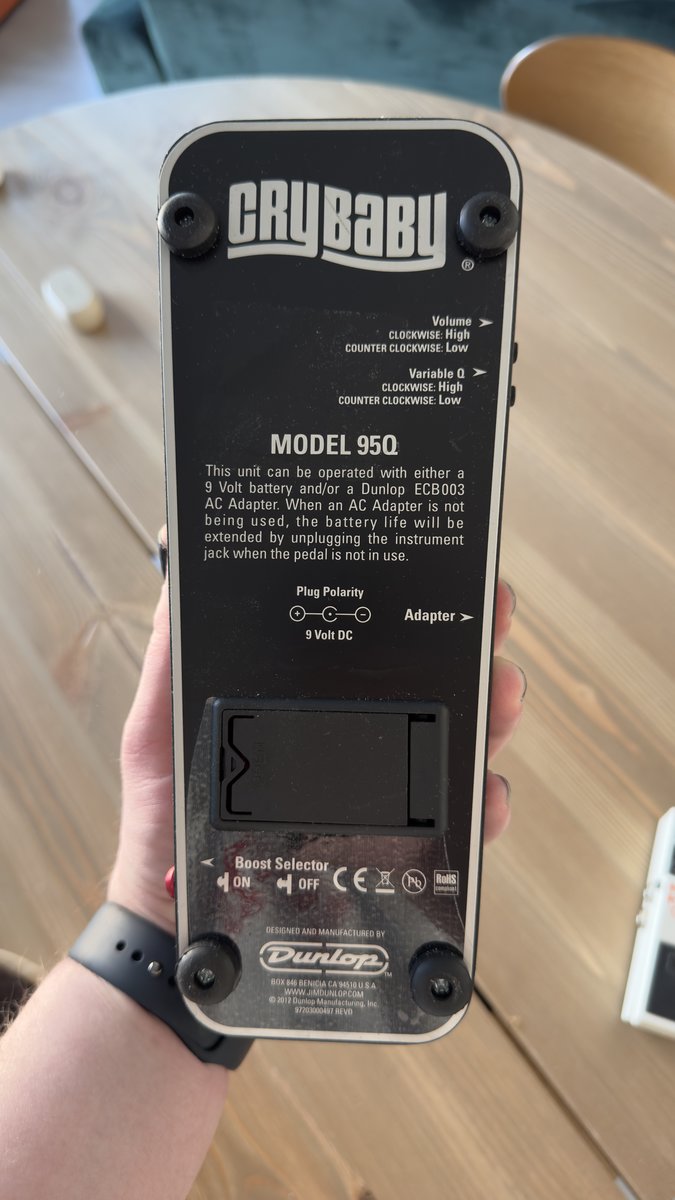 CRYBABY
®
Volume
CLOCKWISE: High
COUNTER CLOCKWISE: Low
Variable Q
CLOCKWISE: High
COUNTER CLOCKWISE: Low
MODEL 95Q
This unit can be operated with either a
9 Volt battery and/or a Dunlop ECB003
AC Adapter. When an AC Adapter is not
being used, the battery life will be
extended by unplugging the instrument
jack when the pedal is not in use.
Plug Polarity
Adapter
9 Volt DC
Boost Selector
ON OFF CE Pb RoHS
compliant
DESIGNED AND MANUFACTURED BY
Dunlop™
BOX 846 BENICIA CA 94510 U.S.A
WWW.JIMDUNLOP.COM
© 2012 Dunlop Manufacturing, Inc.
97203000497 REVD